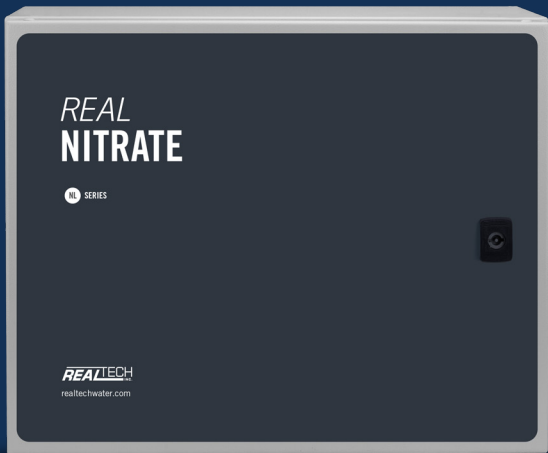 REAL
NITRATE
NL SERIES
REALTECH INC.
realtechwater.com